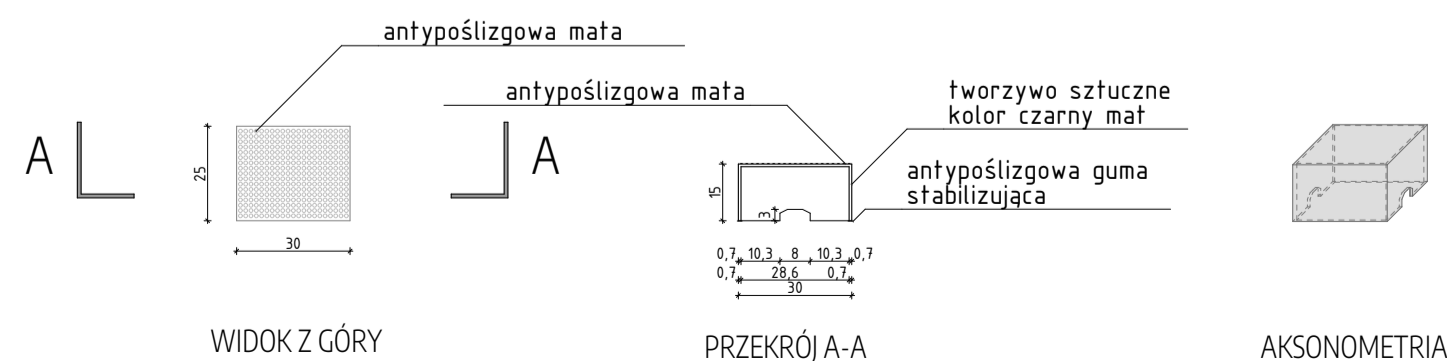 antypoślizgowa mata
antypoślizgowa mata
tworzywo sztuczne
kolor czarny mat
antypoślizgowa guma
stabilizująca
A
A
25
30
15
3
0,7 10,3 8 10,3 0,7
0,7 28,6 0,7
30
WIDOK Z GÓRY
PRZEKRÓJ A-A
AKSONOMETRIA